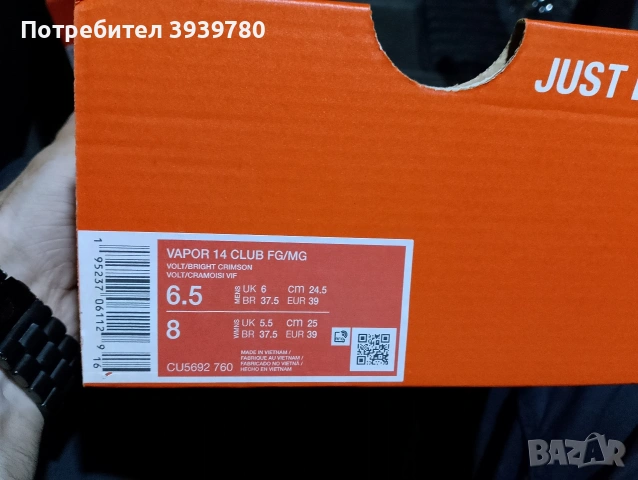 Потребител 3939780
JUST
VAPOR 14 CLUB FG/MG
VOLT/BRIGHT CRIMSON
VOLT/CRAMOISI VIF
6.5 MENS UK 6 cm 24.5
BR 37.5 EUR 39
8 WMNS UK 5.5 cm 25
BR 37.5 EUR 39
MADE IN VIETNAM/
FABRIQUE AU VIETNAM/
FABRICADO NO VIETNÃ/
HECHO EN VIETNAM
CU5692 760
1 95237 06112 9 16
BAZAR